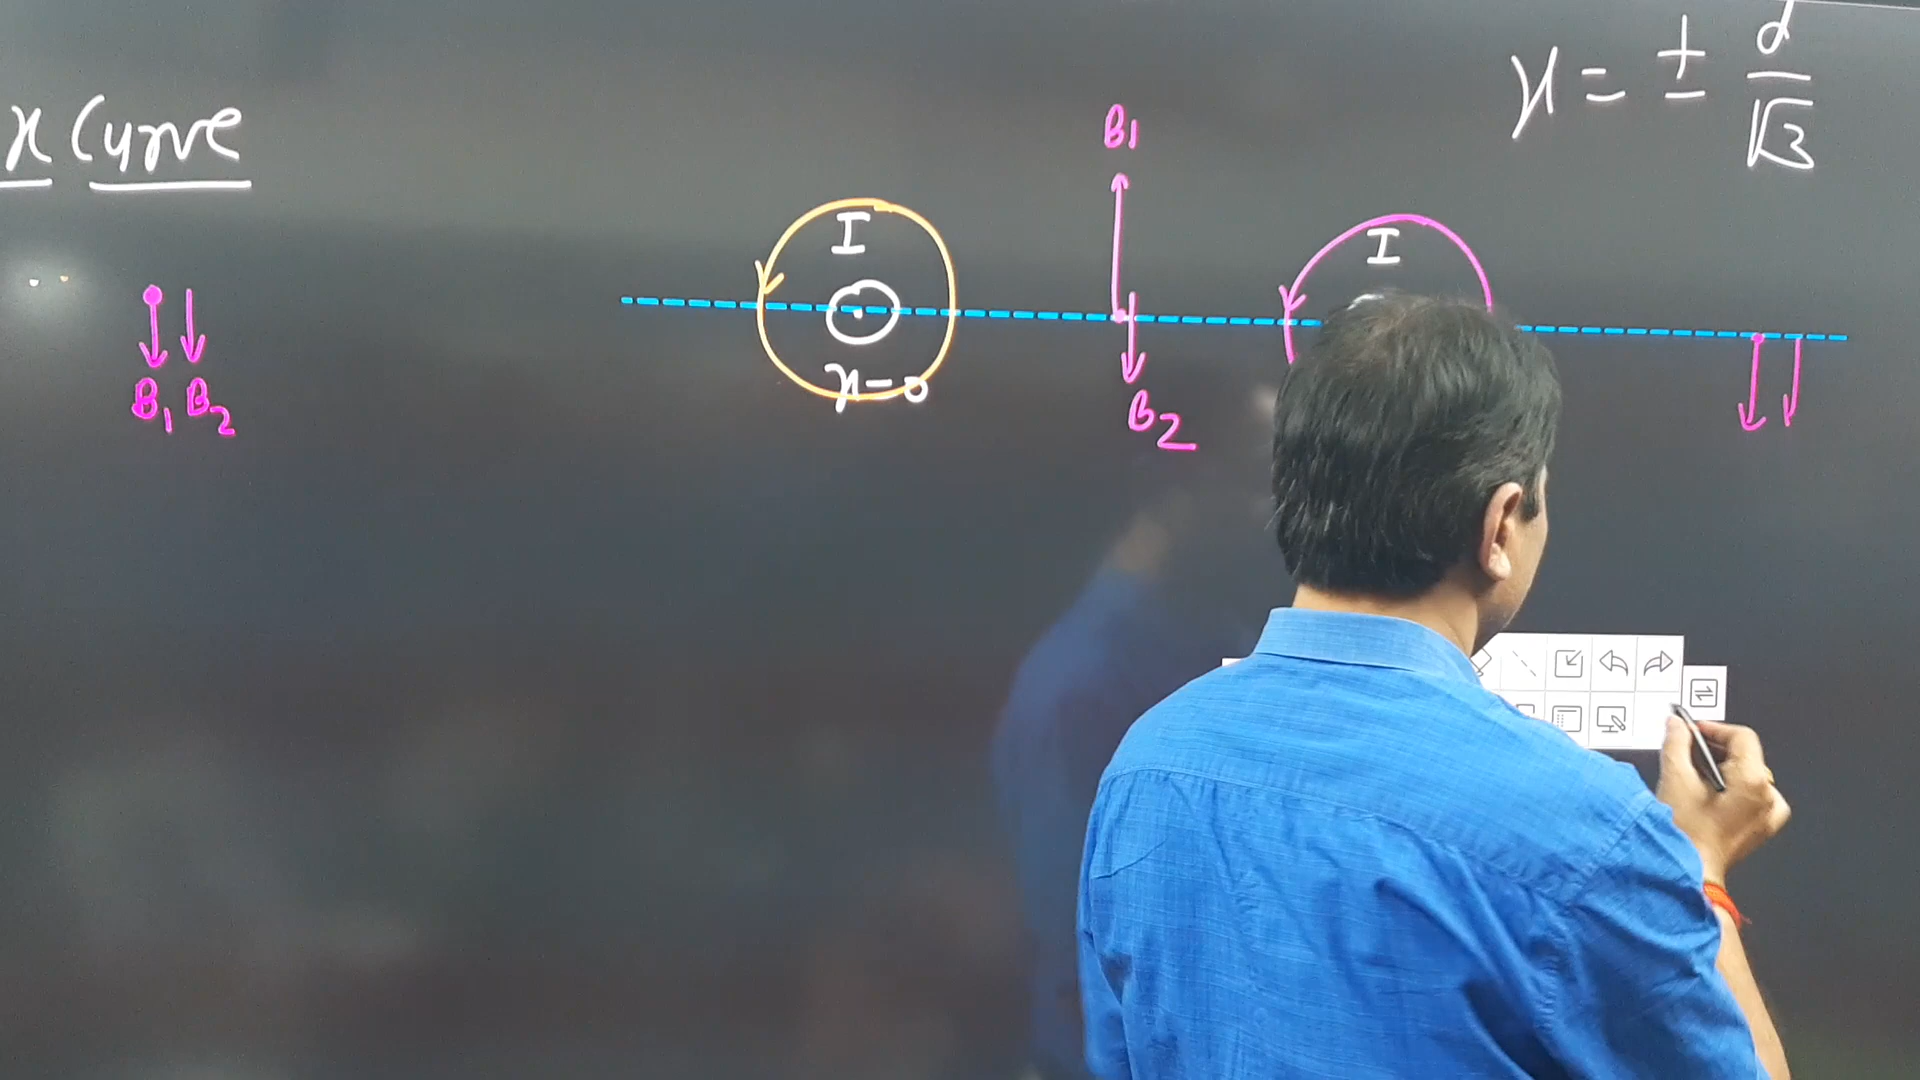 x = ± d/√3
x Curve
B₁
I
I
x=0
B₁ B₂
B₂